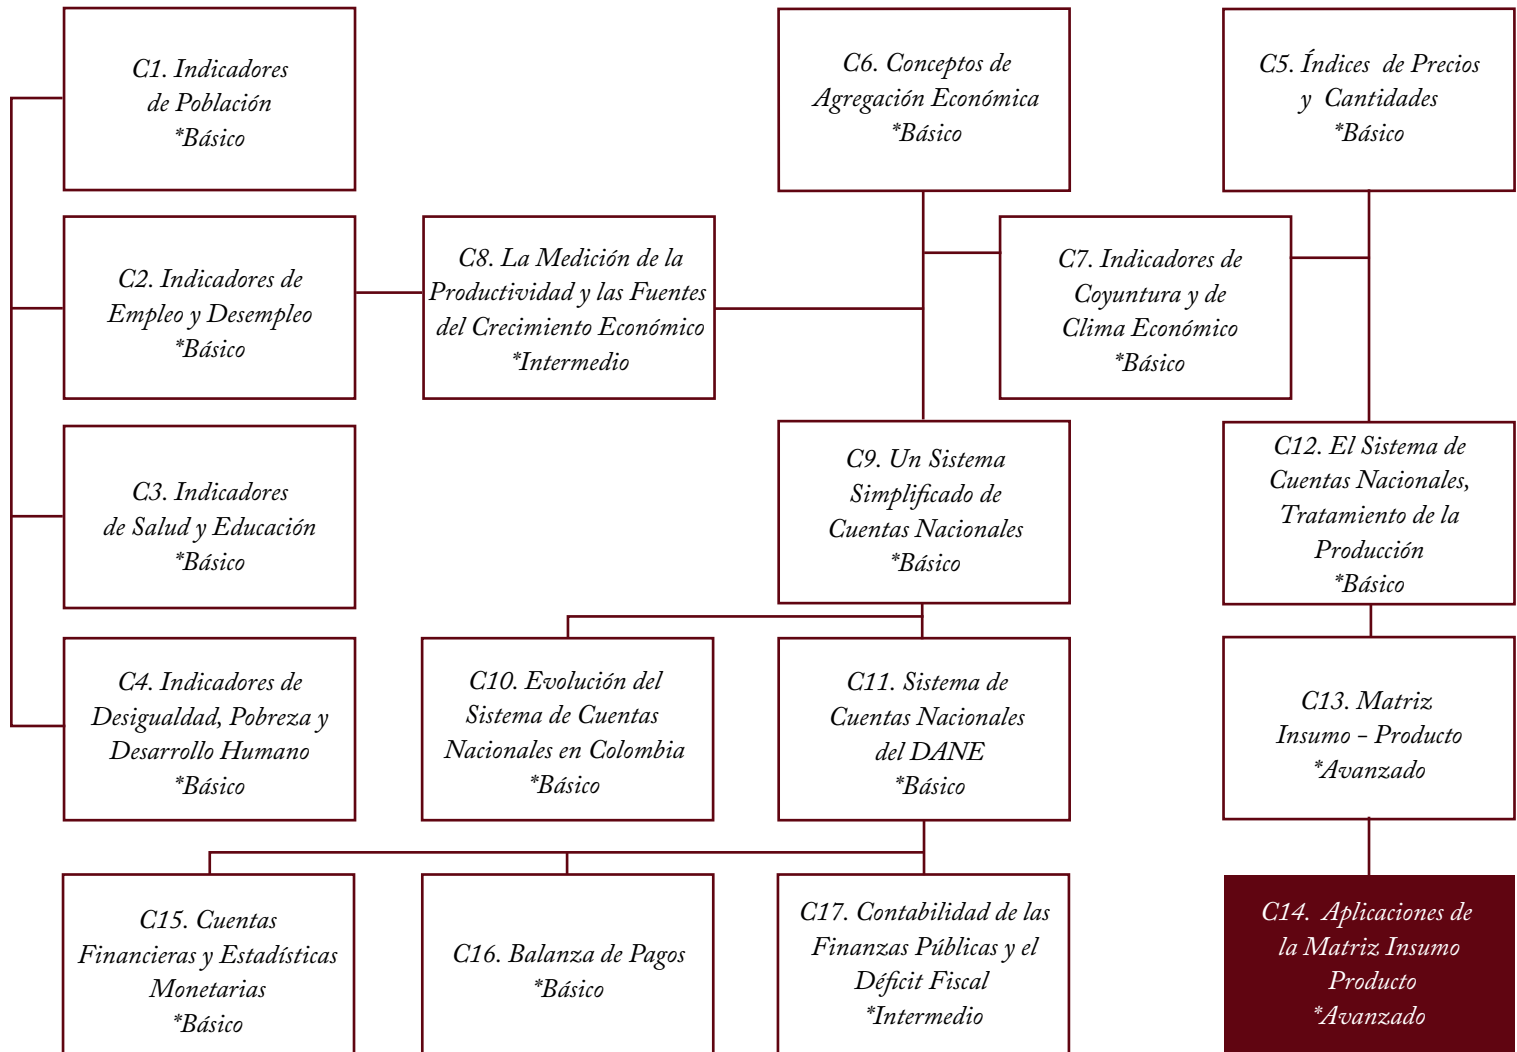 C1. Indicadores
de Población
*Básico
C6. Conceptos de
Agregación Económica
*Básico
C5. Índices de Precios
y Cantidades
*Básico
C2. Indicadores de
Empleo y Desempleo
*Básico
C8. La Medición de la
Productividad y las Fuentes
del Crecimiento Económico
*Intermedio
C7. Indicadores de
Coyuntura y de
Clima Económico
*Básico
C3. Indicadores
de Salud y Educación
*Básico
C9. Un Sistema
Simplificado de
Cuentas Nacionales
*Básico
C12. El Sistema de
Cuentas Nacionales,
Tratamiento de la
Producción
*Básico
C4. Indicadores de
Desigualdad, Pobreza y
Desarrollo Humano
*Básico
C10. Evolución del
Sistema de Cuentas
Nacionales en Colombia
*Básico
C11. Sistema de
Cuentas Nacionales
del DANE
*Básico
C13. Matriz
Insumo - Producto
*Avanzado
C15. Cuentas
Financieras y Estadísticas
Monetarias
*Básico
C16. Balanza de Pagos
*Básico
C17. Contabilidad de las
Finanzas Públicas y el
Déficit Fiscal
*Intermedio
C14. Aplicaciones de
la Matriz Insumo
Producto
*Avanzado